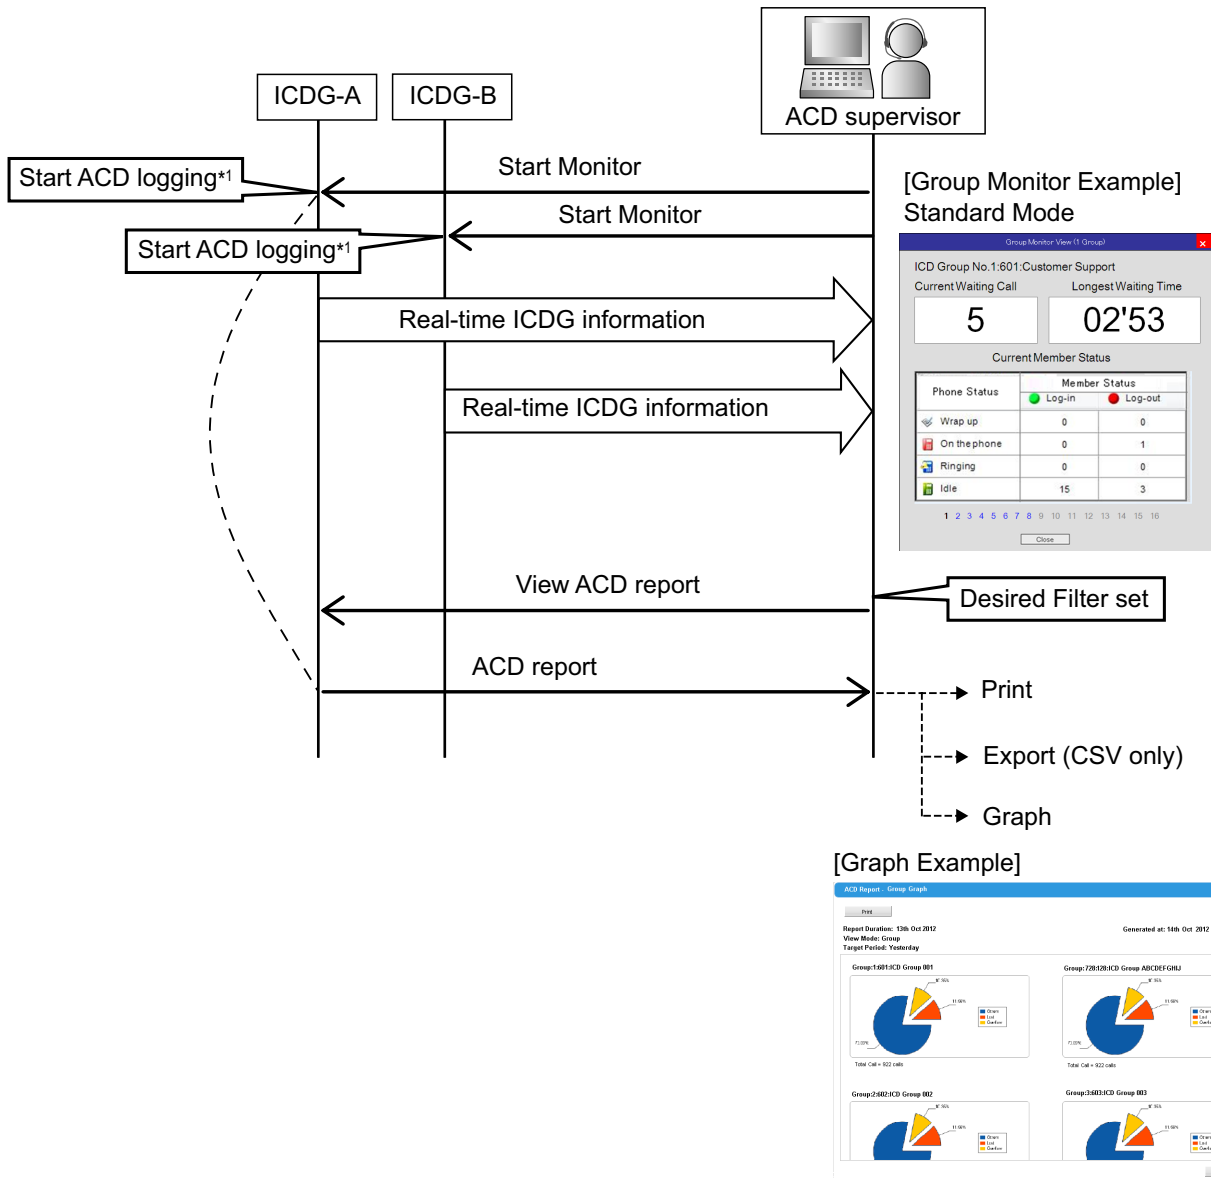 ICDG-A
ICDG-B
ACD supervisor
Start ACD logging*1
Start Monitor
Start ACD logging*1
Start Monitor
[Group Monitor Example]
Standard Mode
Group Monitor View (1 Group)
ICD Group No.1:601:Customer Support
Current Waiting Call
Longest Waiting Time
5
02'53
Current Member Status
Phone Status
Member Status
Log-in
Log-out
Wrap up 0 0
On the phone 0 1
Ringing 0 0
Idle 15 3
1 2 3 4 5 6 7 8 9 10 11 12 13 14 15 16
Close
Real-time ICDG information
Real-time ICDG information
View ACD report
Desired Filter set
ACD report
Print
Export (CSV only)
Graph
[Graph Example]
ACD Report - Group Graph
Print
Report Duration: 13th Oct 2012
Generated at: 14th Oct 2012
View Mode: Group
Target Period: Yesterday
Group:1:601:ICD Group 001
Total Call = 922 calls
Group:728:128:ICD Group ABCDEFGHIJ
Total Call = 922 calls
Group:2:602:ICD Group 002
Group:3:603:ICD Group 003